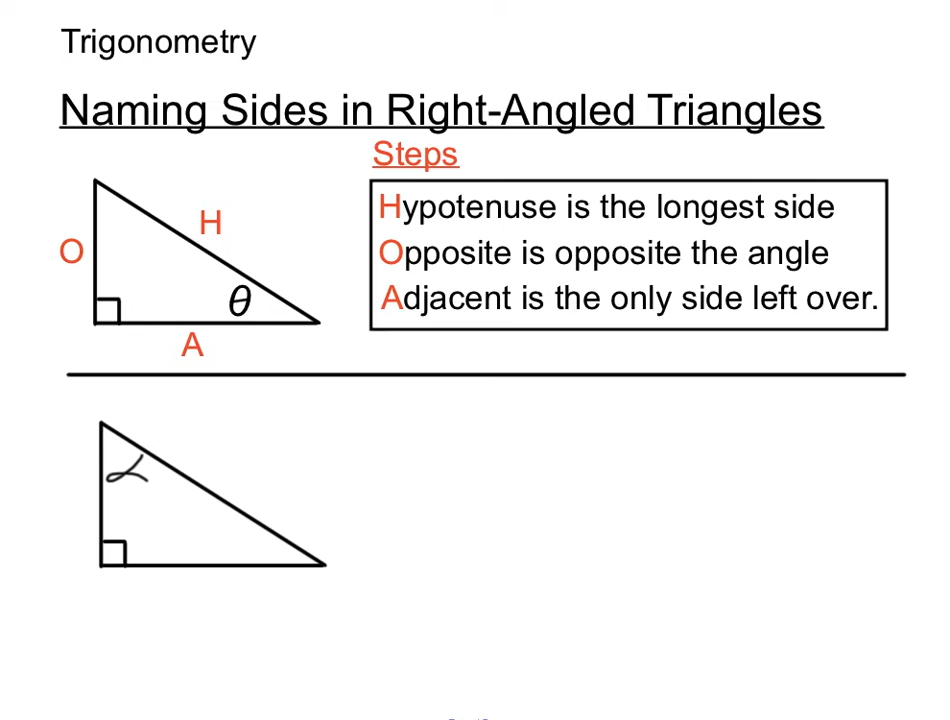 Trigonometry
Naming Sides in Right-Angled Triangles
Steps
Hypotenuse is the longest side
Opposite is opposite the angle
Adjacent is the only side left over.
O
H
θ
A
α